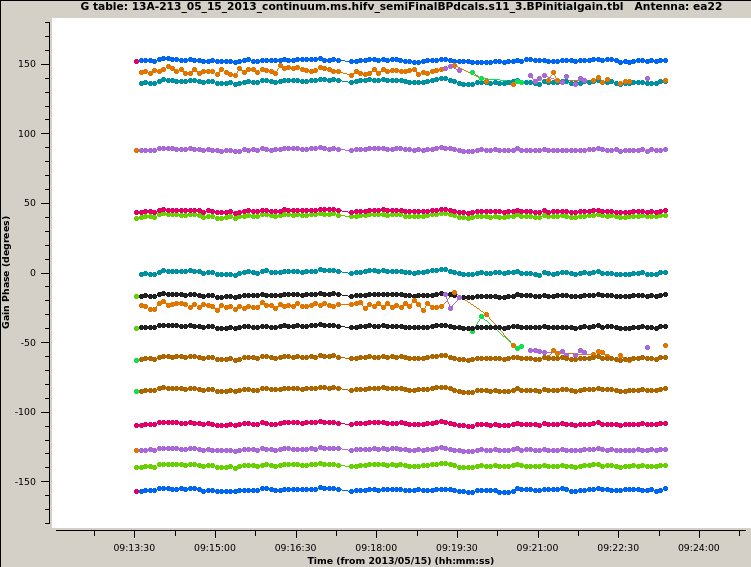 G table: 13A-213_05_15_2013_continuum.ms.hifv_semiFinalBPdcals.s11_3.BPinitialgain.tbl Antenna: ea22
150
100
50
0
-50
-100
-150
Gain Phase (degrees)
09:13:30 09:15:00 09:16:30 09:18:00 09:19:30 09:21:00 09:22:30 09:24:00
Time (from 2013/05/15) (hh:mm:ss)